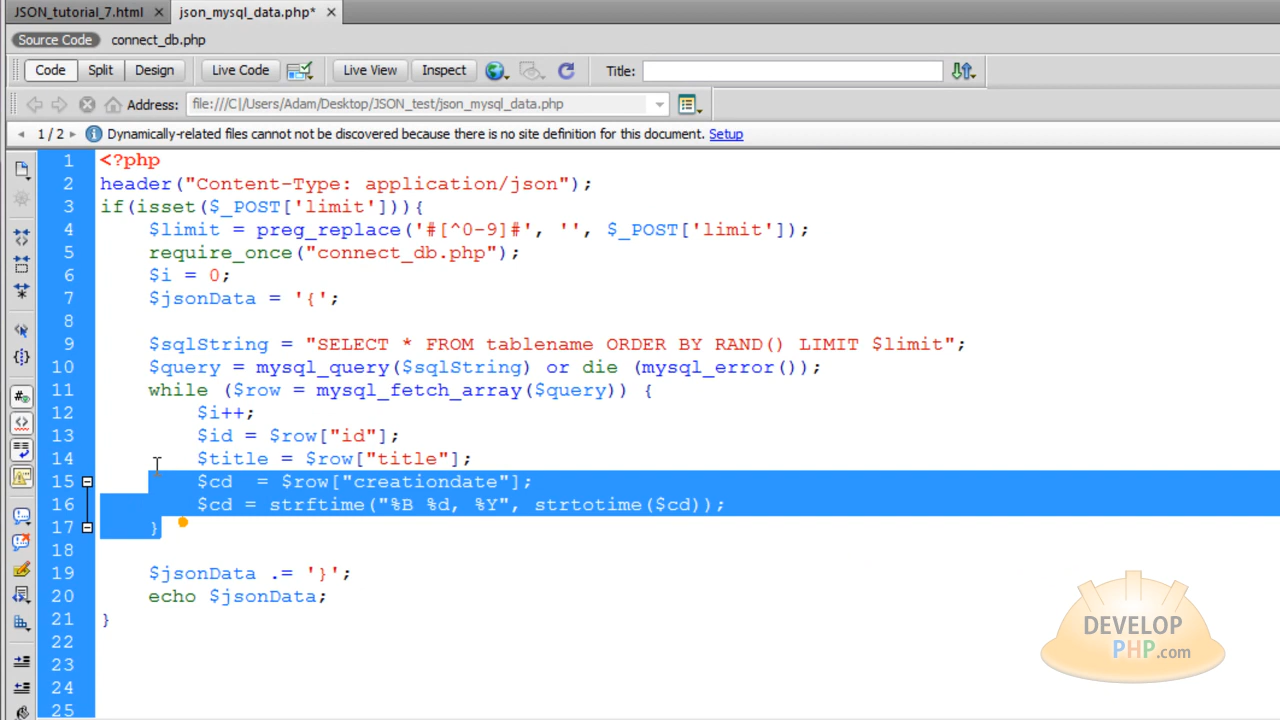 JSON_tutorial_7.html × json_mysql_data.php* ×
Source Code connect_db.php
Code Split Design Live Code Live View Inspect Title:
Address: file:///C|/Users/Adam/Desktop/JSON_test/json_mysql_data.php
1 / 2 Dynamically-related files cannot not be discovered because there is no site definition for this document. Setup
1 <?php
2 header("Content-Type: application/json");
3 if(isset($_POST['limit'])){
4 $limit = preg_replace('#[^0-9]#', '', $_POST['limit']);
5 require_once("connect_db.php");
6 $i = 0;
7 $jsonData = '{';
8
9 $sqlString = "SELECT * FROM tablename ORDER BY RAND() LIMIT $limit";
10 $query = mysql_query($sqlString) or die (mysql_error());
11 while ($row = mysql_fetch_array($query)) {
12 $i++;
13 $id = $row["id"];
14 $title = $row["title"];
15 $cd  = $row["creationdate"];
16 $cd = strftime("%B %d, %Y", strtotime($cd));
17 }
18
19 $jsonData .= '}';
20 echo $jsonData;
21 }
22
23
24
25
DEVELOP
PHP.com